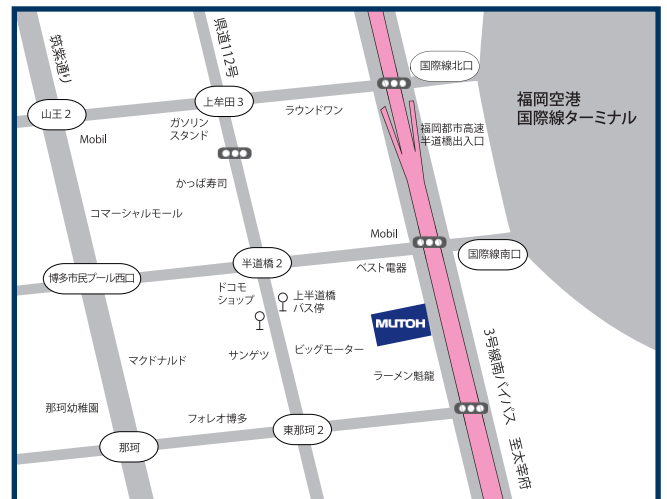 筑紫通り
県道112号
国際線北口
福岡空港
国際線ターミナル
山王2
上牟田3
ラウンドワン
ガソリン
スタンド
Mobil
福岡都市高速
半道橋出入口
かっぱ寿司
コマーシャルモール
Mobil
半道橋2
国際線南口
ベスト電器
博多市民プール西口
ドコモ
ショップ
上半道橋
バス停
MUTOH
サンゲツ
ビッグモーター
マクドナルド
ラーメン魁龍
3号線南バイパス 至太宰府
那珂幼稚園
フォレオ博多
東那珂2
那珂